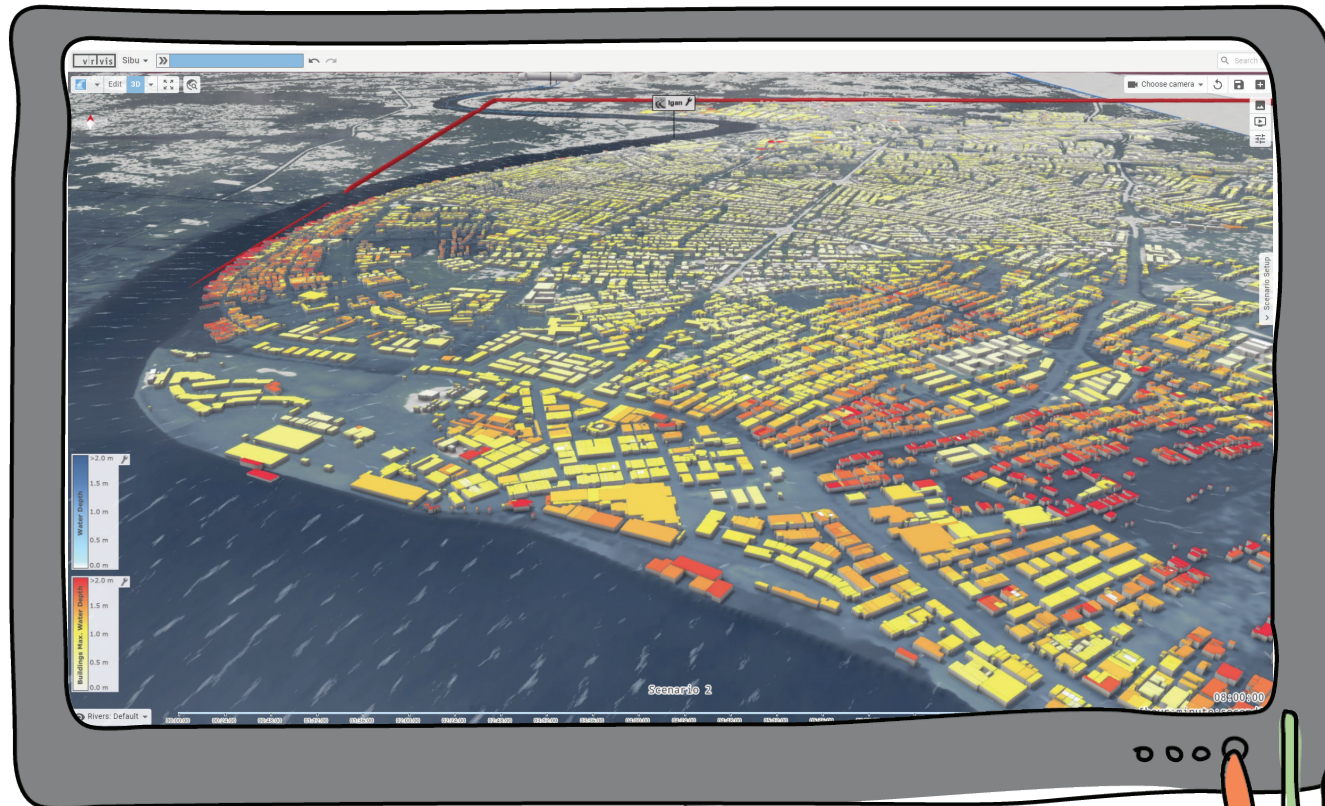 vrvis Sibu
Search
Edit 3D
Choose camera
Igan
Scenario Setup
>2.0 m
1.5 m
1.0 m
0.5 m
0.0 m
Water Depth
>2.0 m
1.5 m
1.0 m
0.5 m
0.0 m
Buildings Max. Water Depth
Scenario 2
08:00:00
Rivers: Default